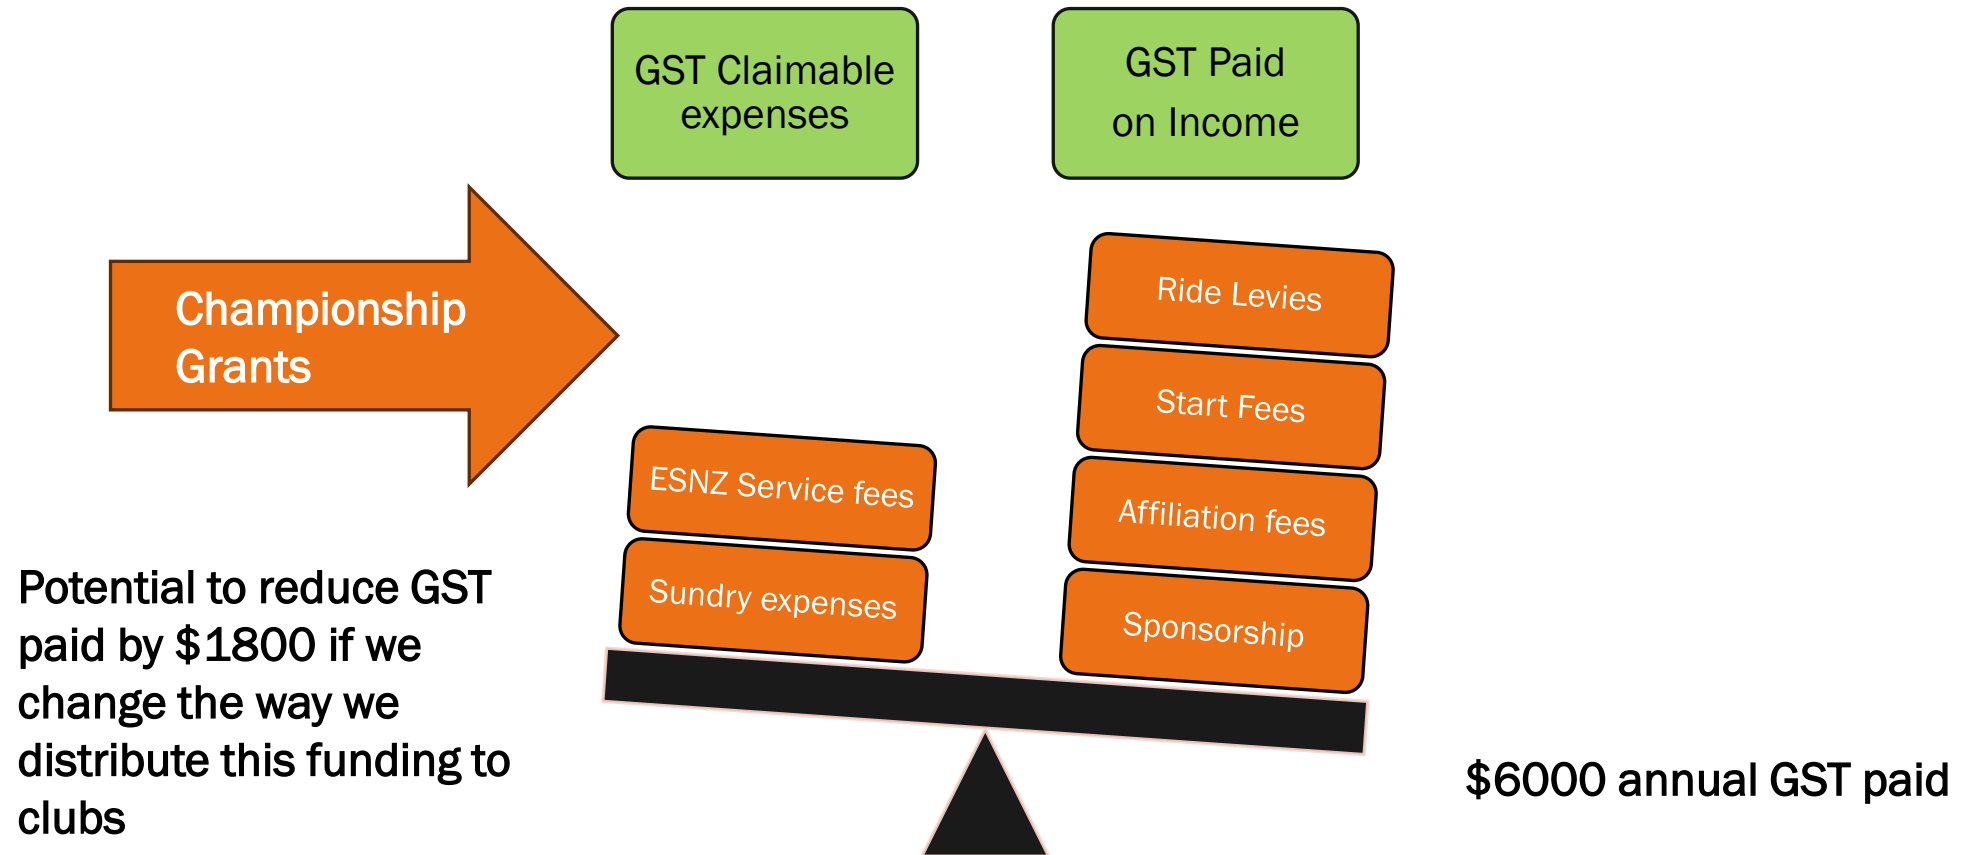 GST Claimable
expenses
GST Paid
on Income
Championship
Grants
Ride Levies
Start Fees
Affiliation fees
Sponsorship
ESNZ Service fees
Sundry expenses
Potential to reduce GST
paid by $1800 if we
change the way we
distribute this funding to
clubs
$6000 annual GST paid